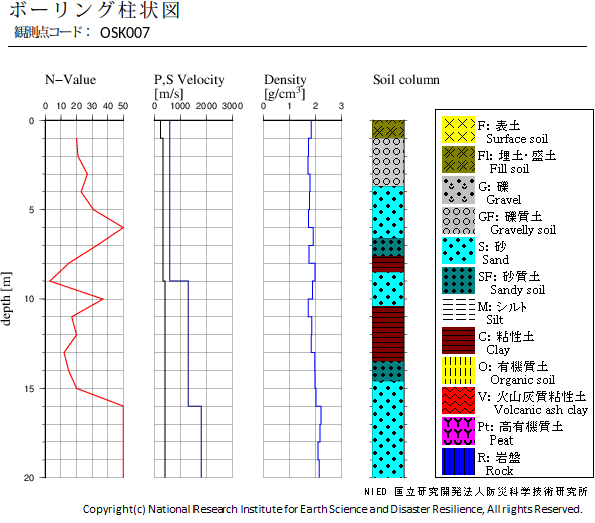 ボーリング柱状図
観測点コード： OSK007
N-Value
P,S Velocity
[m/s]
Density
[g/cm3]
Soil column
0 10 20 30 40 50
0 1000 2000 3000
0 1 2 3
depth [m]
0
5
10
15
20
F: 表土
Surface soil
Fl: 埋土・盛土
Fill soil
G: 礫
Gravel
GF: 礫質土
Gravelly soil
S: 砂
Sand
SF: 砂質土
Sandy soil
M: シルト
Silt
C: 粘性土
Clay
O: 有機質土
Organic soil
V: 火山灰質粘性土
Volcanic ash clay
Pt: 高有機質土
Peat
R: 岩盤
Rock
NIED 国立研究開発法人防災科学技術研究所
Copyright(c) National Research Institute for Earth Science and Disaster Resilience, All rights Reserved.